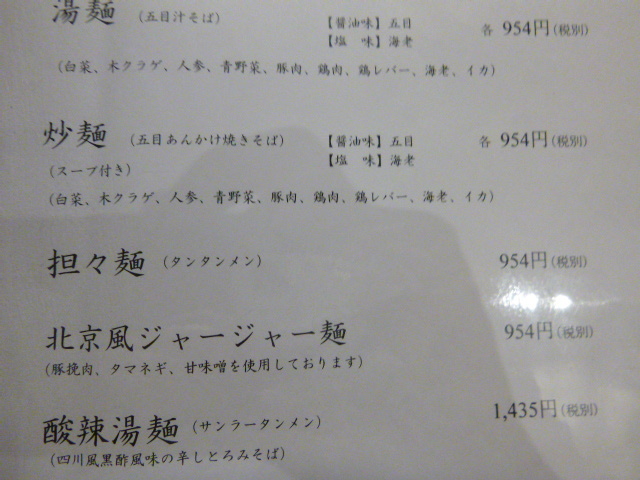 湯麺 (五目汁そば) 【醤油味】五目 各 954円(税別)
【塩 味】海老
(白菜、木クラゲ、人参、青野菜、豚肉、鶏肉、鶏レバー、海老、イカ)
炒麺 (五目あんかけ焼きそば) 【醤油味】五目 各 954円(税別)
(スープ付き) 【塩 味】海老
(白菜、木クラゲ、人参、青野菜、豚肉、鶏肉、鶏レバー、海老、イカ)
担々麺 (タンタンメン) 954円(税別)
北京風ジャージャー麺 954円(税別)
(豚挽肉、タマネギ、甘味噌を使用しております)
酸辣湯麺 (サンラータンメン) 1,435円(税別)
(四川風黒酢風味の辛しとろみそば)